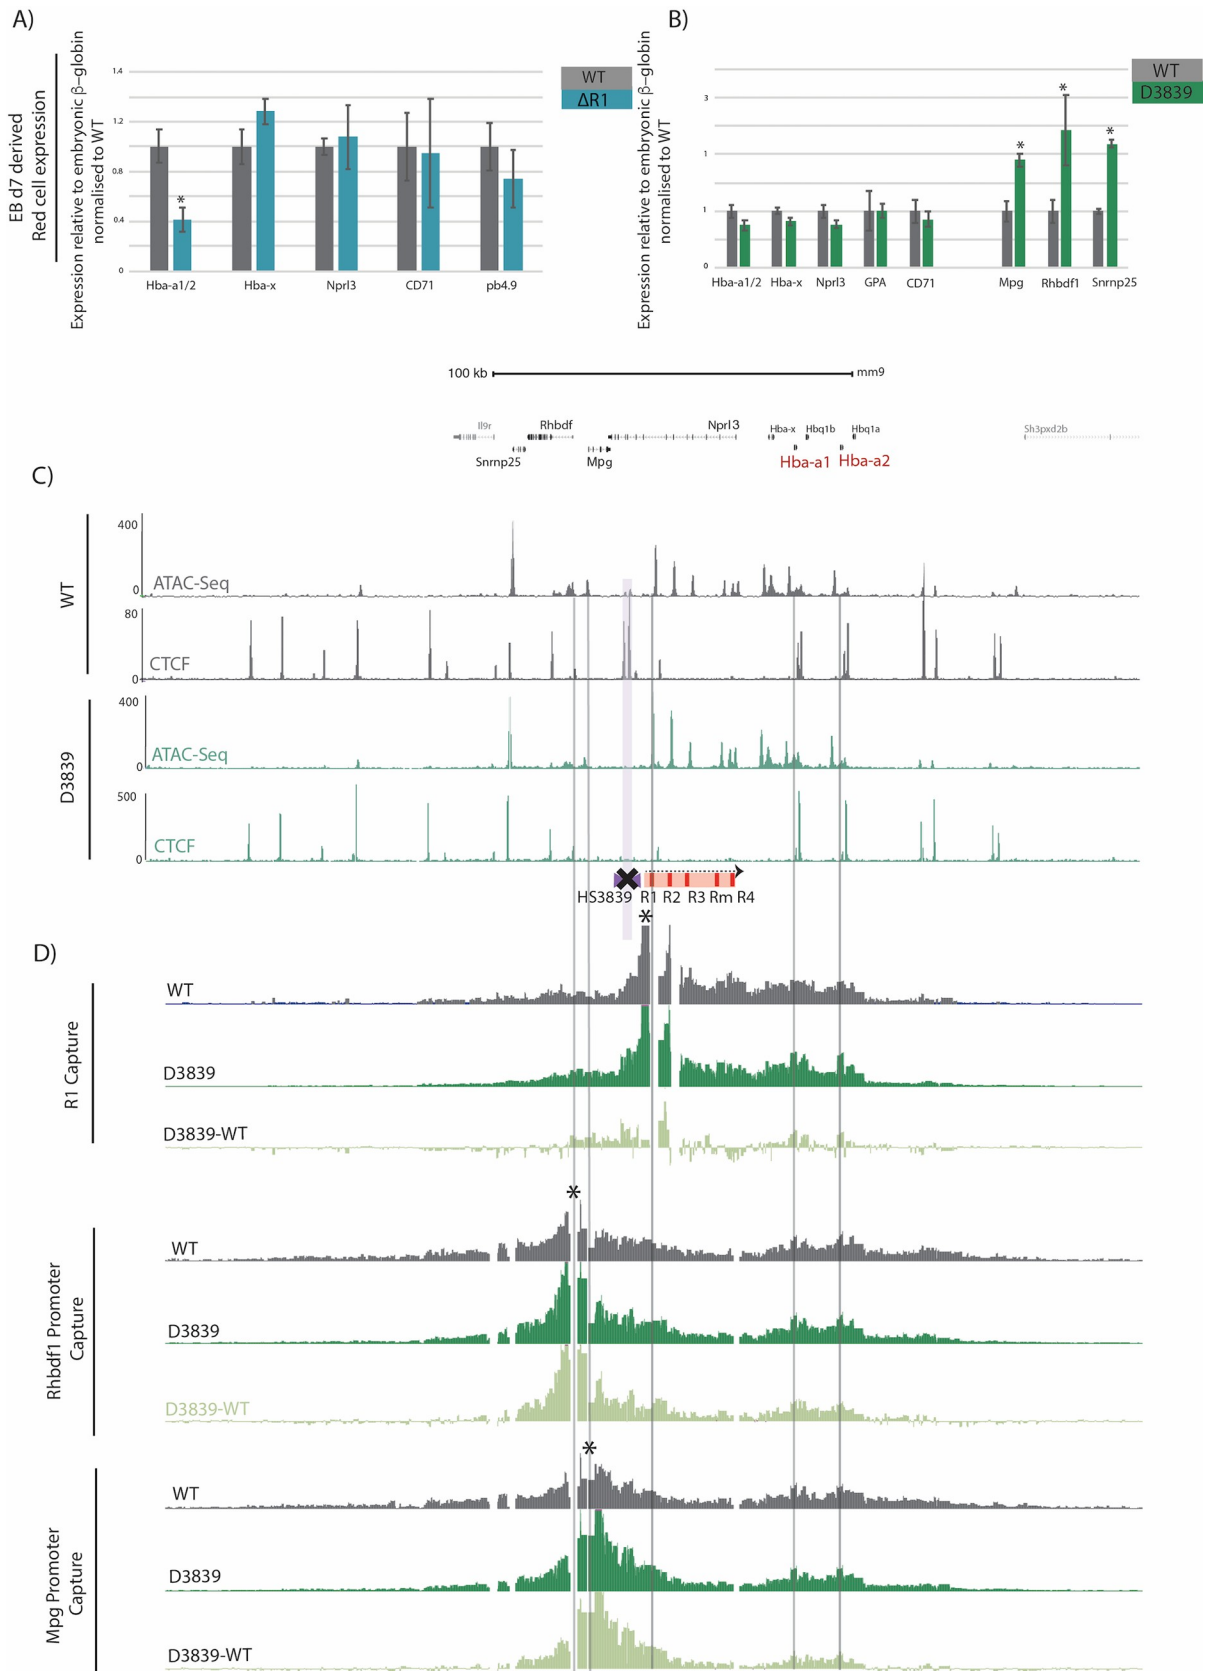 A)
EB d7 derived
Red cell expression
Expression relative to embryonic β-globin
normalised to WT
1.4
1.2
0.8
0.4
0
WT
ΔR1
*
Hba-a1/2 Hba-x Nprl3 CD71 pb4.9
B)
Expression relative to embryonic β-globin
normalised to WT
3
1
1
0
WT
D3839
* * *
Hba-a1/2 Hba-x Nprl3 GPA CD71 Mpg Rhbdf1 Snrnp25
100 kb mm9
Il9r Rhbdf Nprl3 Hba-x Hbq1b Hbq1a Sh3pxd2b
Snrnp25 Mpg Hba-a1 Hba-a2
C)
WT
400
0
ATAC-Seq
80
0
CTCF
D3839
400
0
ATAC-Seq
500
0
CTCF
HS3839 R1 R2 R3 Rm R4
*
D)
R1 Capture
WT
D3839
D3839-WT
*
Rhbdf1 Promoter
Capture
WT
D3839
D3839-WT
*
Mpg Promoter
Capture
WT
D3839
D3839-WT